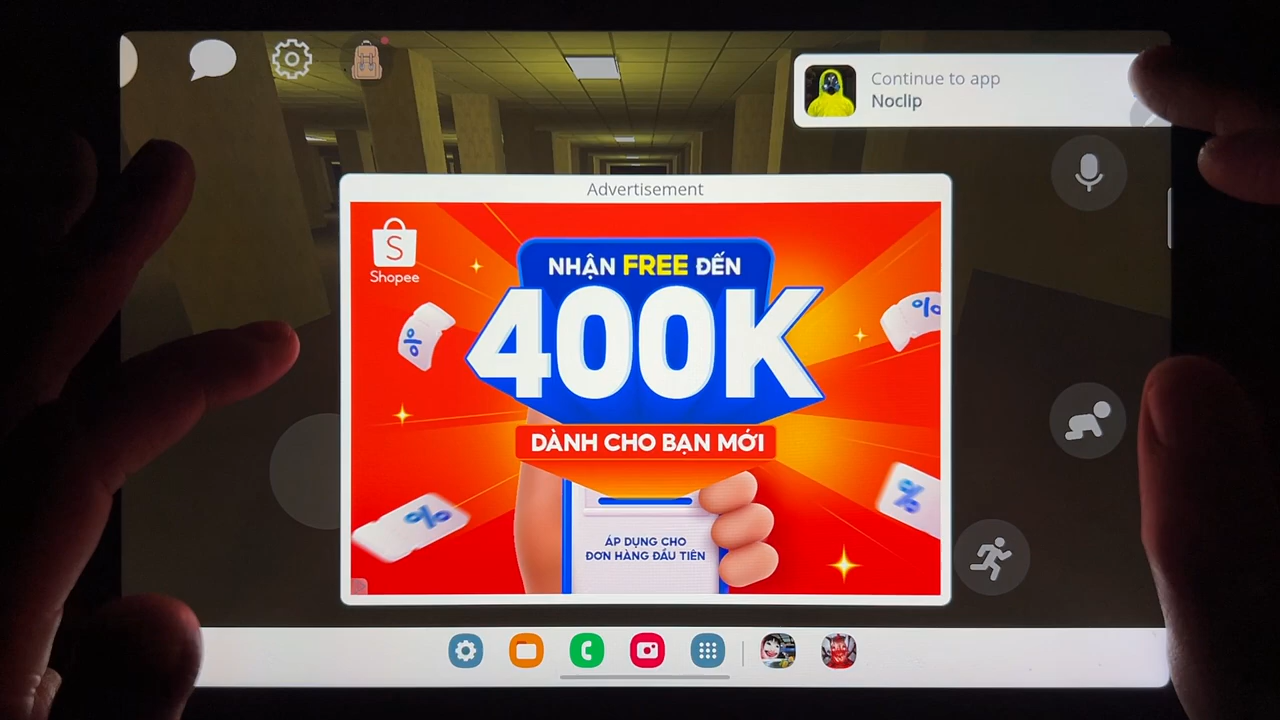 Continue to app
Noclip
Advertisement
Shopee
NHẬN FREE ĐẾN
400K
DÀNH CHO BẠN MỚI
ÁP DỤNG CHO
ĐƠN HÀNG ĐẦU TIÊN